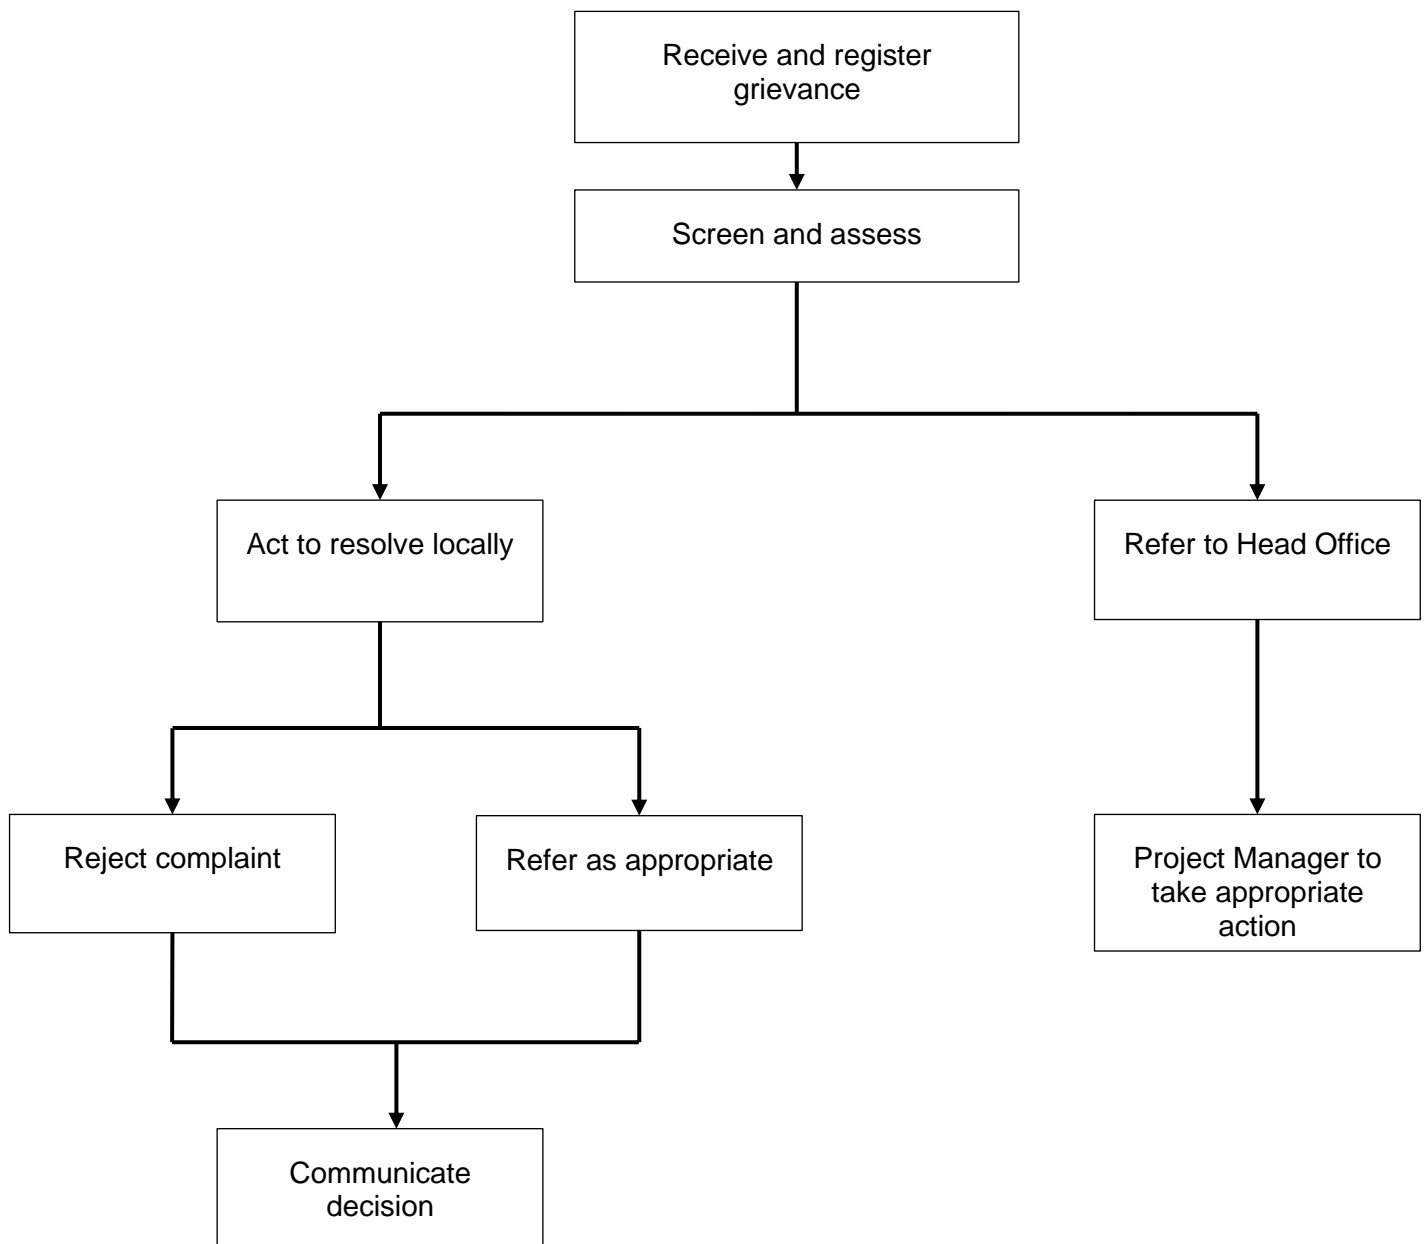 Receive and register
grievance
Screen and assess
Act to resolve locally
Refer to Head Office
Reject complaint
Refer as appropriate
Project Manager to
take appropriate
action
Communicate
decision